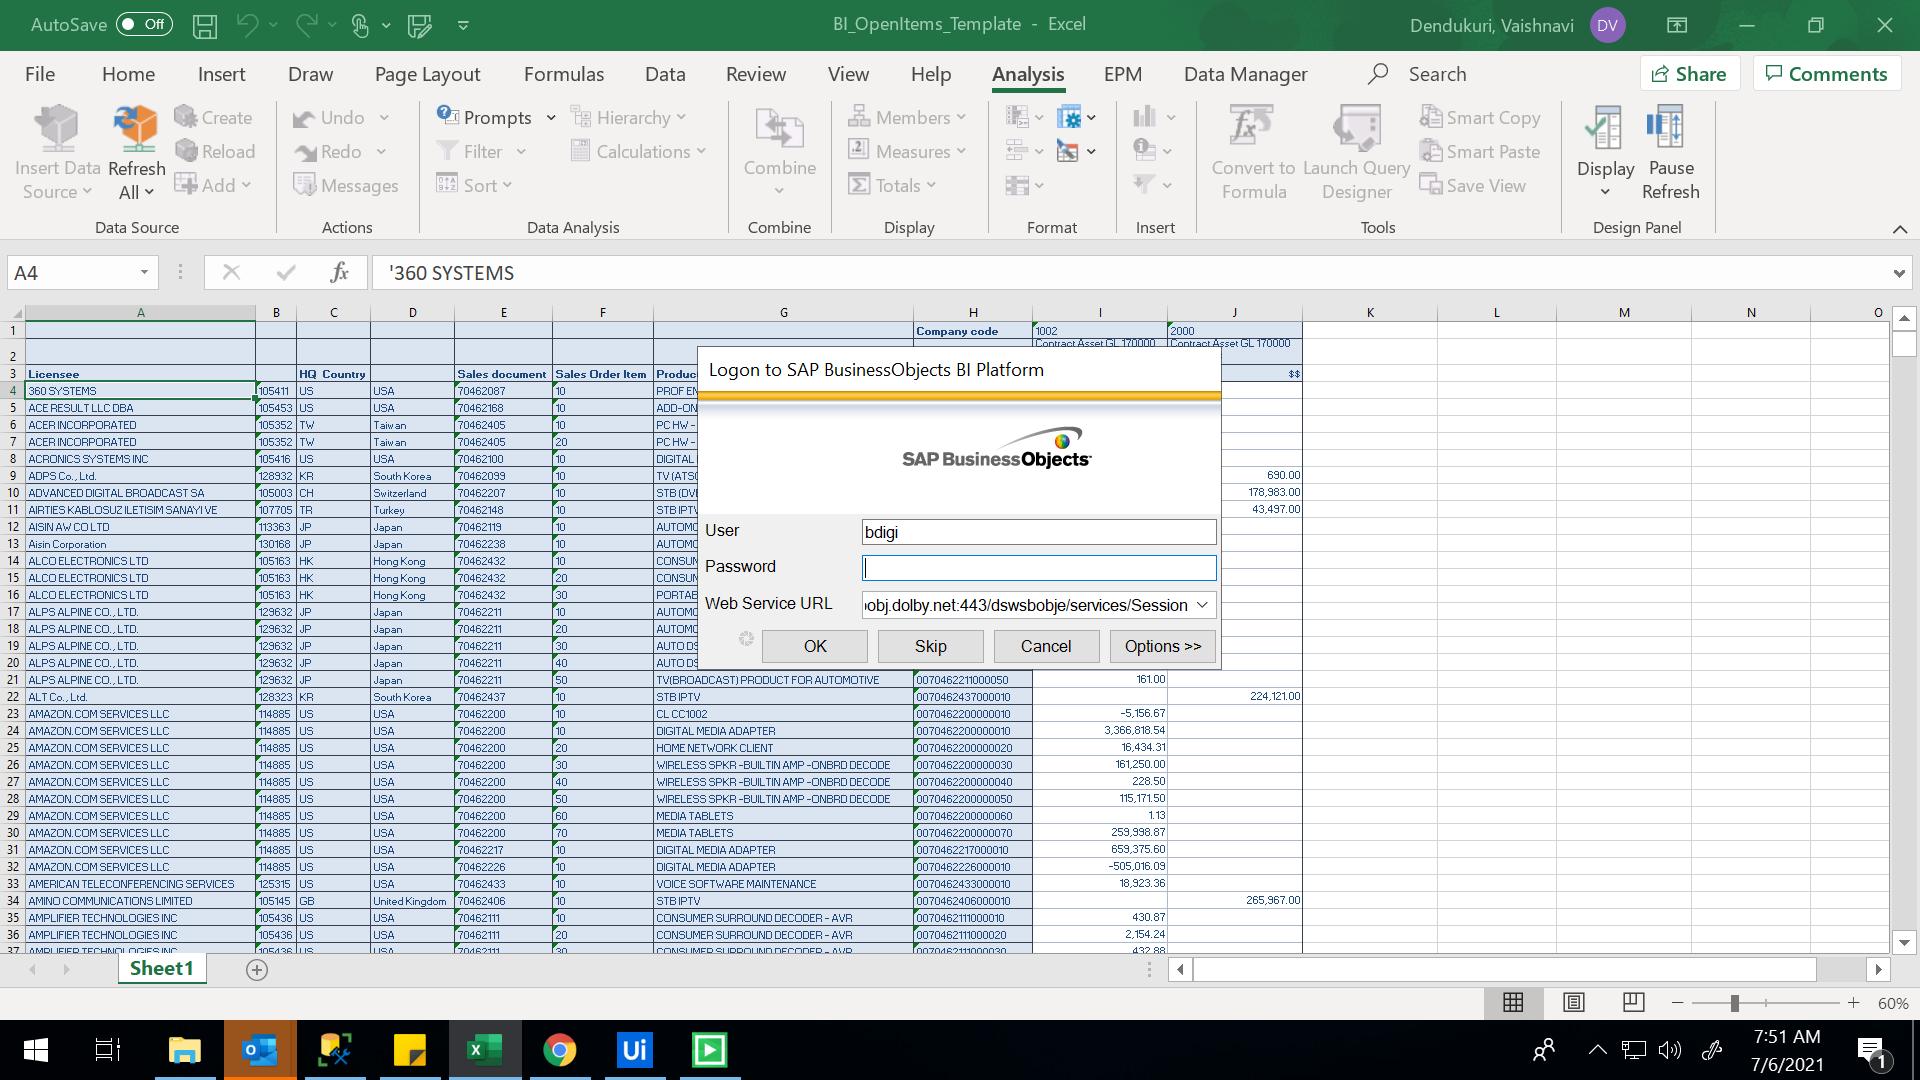 AutoSave Off
BI_OpenItems_Template - Excel
Dendukuri, Vaishnavi DV
File Home Insert Draw Page Layout Formulas Data Review View Help Analysis EPM Data Manager Search Share Comments
Insert Data Source
Refresh All
Create
Reload
Add
Data Source
Undo
Redo
Messages
Actions
Prompts
Filter
Sort
Hierarchy
Calculations
Data Analysis
Combine
Combine
Members
Measures
Totals
Display
Format
Insert
Convert to Formula
Launch Query Designer
Smart Copy
Smart Paste
Save View
Tools
Display
Pause Refresh
Design Panel
A4 fx '360 SYSTEMS
A B C D E F G H I J K L M N O
1 Company code 1002 2000
2 Contract Asset GL 170000 Contract Asset GL 170000
3 Licensee HQ Country Sales document Sales Order Item Produc $$
4 360 SYSTEMS 105411 US USA 70462087 10 PROF EN
5 ACE RESULT LLC DBA 105453 US USA 70462168 10 ADD-ON
6 ACER INCORPORATED 105352 TW Taiwan 70462405 10 PC HW -
7 ACER INCORPORATED 105352 TW Taiwan 70462405 20 PC HW -
8 ACRONICS SYSTEMS INC 105416 US USA 70462100 10 DIGITAL
9 ADPS Co., Ltd. 128932 KR South Korea 70462099 10 TV (ATSC 690.00
10 ADVANCED DIGITAL BROADCAST SA 105003 CH Switzerland 70462207 10 STB (DVB 178,983.00
11 AIRTIES KABLOSUZ ILETISIM SANAYI VE 107705 TR Turkey 70462148 10 STB IPTV 43,497.00
12 AISIN AW CO LTD 113363 JP Japan 70462119 10 AUTOMO
13 Aisin Corporation 130168 JP Japan 70462238 10 AUTOMO
14 ALCO ELECTRONICS LTD 105163 HK Hong Kong 70462432 10 CONSUM
15 ALCO ELECTRONICS LTD 105163 HK Hong Kong 70462432 20 CONSUM
16 ALCO ELECTRONICS LTD 105163 HK Hong Kong 70462432 30 PORTAB
17 ALPS ALPINE CO., LTD. 129632 JP Japan 70462211 10 AUTOMO
18 ALPS ALPINE CO., LTD. 129632 JP Japan 70462211 20 AUTOMO
19 ALPS ALPINE CO., LTD. 129632 JP Japan 70462211 30 AUTO DS
20 ALPS ALPINE CO., LTD. 129632 JP Japan 70462211 40 AUTO DS
21 ALPS ALPINE CO., LTD. 129632 JP Japan 70462211 50 TV(BROADCAST) PRODUCT FOR AUTOMOTIVE 0070462211000050 161.00
22 ALT Co., Ltd. 128323 KR South Korea 70462437 10 STB IPTV 0070462437000010 224,121.00
23 AMAZON.COM SERVICES LLC 114885 US USA 70462200 10 CL CC1002 0070462200000010 -5,156.67
24 AMAZON.COM SERVICES LLC 114885 US USA 70462200 10 DIGITAL MEDIA ADAPTER 0070462200000010 3,366,818.54
25 AMAZON.COM SERVICES LLC 114885 US USA 70462200 20 HOME NETWORK CLIENT 0070462200000020 16,434.31
26 AMAZON.COM SERVICES LLC 114885 US USA 70462200 30 WIRELESS SPKR -BUILTIN AMP -ONBRD DECODE 0070462200000030 161,250.00
27 AMAZON.COM SERVICES LLC 114885 US USA 70462200 40 WIRELESS SPKR -BUILTIN AMP -ONBRD DECODE 0070462200000040 228.50
28 AMAZON.COM SERVICES LLC 114885 US USA 70462200 50 WIRELESS SPKR -BUILTIN AMP -ONBRD DECODE 0070462200000050 115,171.50
29 AMAZON.COM SERVICES LLC 114885 US USA 70462200 60 MEDIA TABLETS 0070462200000060 1.13
30 AMAZON.COM SERVICES LLC 114885 US USA 70462200 70 MEDIA TABLETS 0070462200000070 259,998.87
31 AMAZON.COM SERVICES LLC 114885 US USA 70462217 10 DIGITAL MEDIA ADAPTER 0070462217000010 659,375.60
32 AMAZON.COM SERVICES LLC 114885 US USA 70462226 10 DIGITAL MEDIA ADAPTER 0070462226000010 -505,016.09
33 AMERICAN TELECONFERENCING SERVICES 125315 US USA 70462433 10 VOICE SOFTWARE MAINTENANCE 0070462433000010 18,923.36
34 AMINO COMMUNICATIONS LIMITED 105145 GB United Kingdom 70462406 10 STB IPTV 0070462406000010 265,967.00
35 AMPLIFIER TECHNOLOGIES INC 105436 US USA 70462111 10 CONSUMER SURROUND DECODER - AVR 0070462111000010 430.87
36 AMPLIFIER TECHNOLOGIES INC 105436 US USA 70462111 20 CONSUMER SURROUND DECODER - AVR 0070462111000020 2,154.24
37 AMPLIFIER TECHNOLOGIES INC 105436 US USA 70462111 30 CONSUMER SURROUND DECODER - AVR 0070462111000030 432.88
Logon to SAP BusinessObjects BI Platform
SAP BusinessObjects
User bdigi
Password
Web Service URL obj.dolby.net:443/dswsbobje/services/Session
OK Skip Cancel Options >>
Sheet1
60%
Ui
7:51 AM
7/6/2021
1